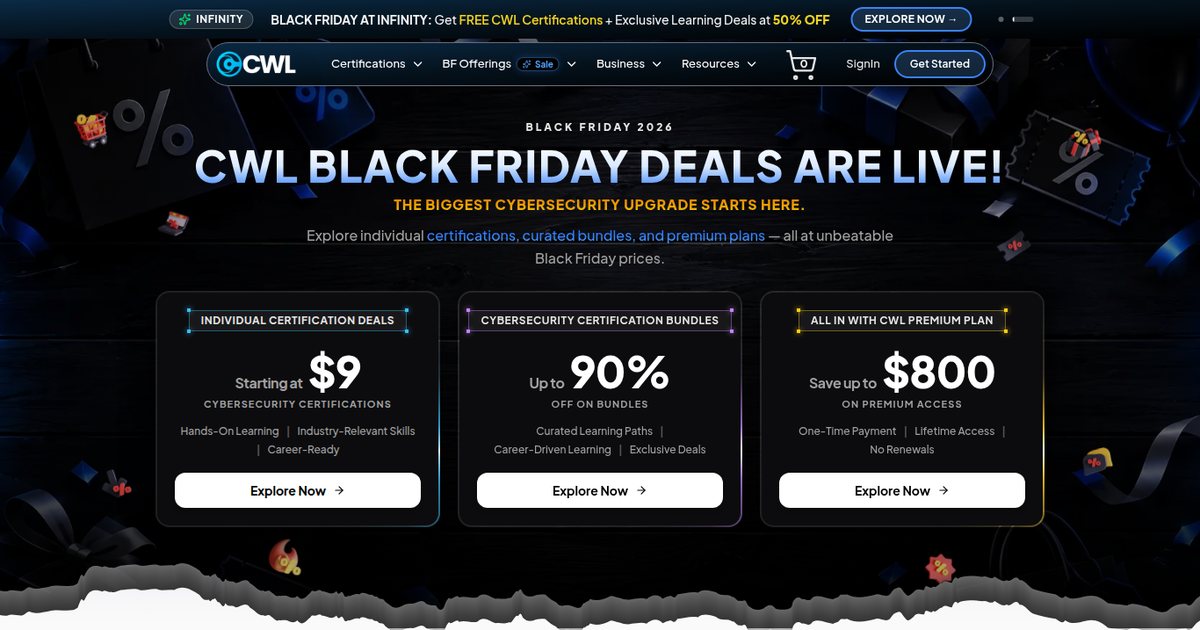 INFINITY
BLACK FRIDAY AT INFINITY: Get FREE CWL Certifications + Exclusive Learning Deals at 50% OFF
EXPLORE NOW →
CWL
Certifications
BF Offerings
Sale
Business
Resources
0
SignIn
Get Started
BLACK FRIDAY 2026
CWL BLACK FRIDAY DEALS ARE LIVE!
THE BIGGEST CYBERSECURITY UPGRADE STARTS HERE.
Explore individual certifications, curated bundles, and premium plans — all at unbeatable
Black Friday prices.
INDIVIDUAL CERTIFICATION DEALS
Starting at $9
CYBERSECURITY CERTIFICATIONS
Hands-On Learning | Industry-Relevant Skills
| Career-Ready
Explore Now →
CYBERSECURITY CERTIFICATION BUNDLES
Up to 90%
OFF ON BUNDLES
Curated Learning Paths |
Career-Driven Learning | Exclusive Deals
Explore Now →
ALL IN WITH CWL PREMIUM PLAN
Save up to $800
ON PREMIUM ACCESS
One-Time Payment | Lifetime Access |
No Renewals
Explore Now →